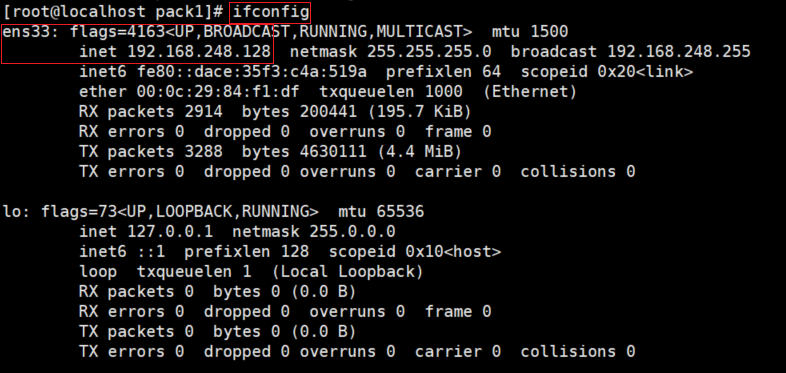 [root@localhost pack1]# ifconfig
ens33: flags=4163<UP,BROADCAST,RUNNING,MULTICAST>  mtu 1500
        inet 192.168.248.128  netmask 255.255.255.0  broadcast 192.168.248.255
        inet6 fe80::dace:35f3:c4a:519a  prefixlen 64  scopeid 0x20<link>
        ether 00:0c:29:84:f1:df  txqueuelen 1000  (Ethernet)
        RX packets 2914  bytes 200441 (195.7 KiB)
        RX errors 0  dropped 0  overruns 0  frame 0
        TX packets 3288  bytes 4630111 (4.4 MiB)
        TX errors 0  dropped 0 overruns 0  carrier 0  collisions 0

lo: flags=73<UP,LOOPBACK,RUNNING>  mtu 65536
        inet 127.0.0.1  netmask 255.0.0.0
        inet6 ::1  prefixlen 128  scopeid 0x10<host>
        loop  txqueuelen 1  (Local Loopback)
        RX packets 0  bytes 0 (0.0 B)
        RX errors 0  dropped 0  overruns 0  frame 0
        TX packets 0  bytes 0 (0.0 B)
        TX errors 0  dropped 0 overruns 0  carrier 0  collisions 0